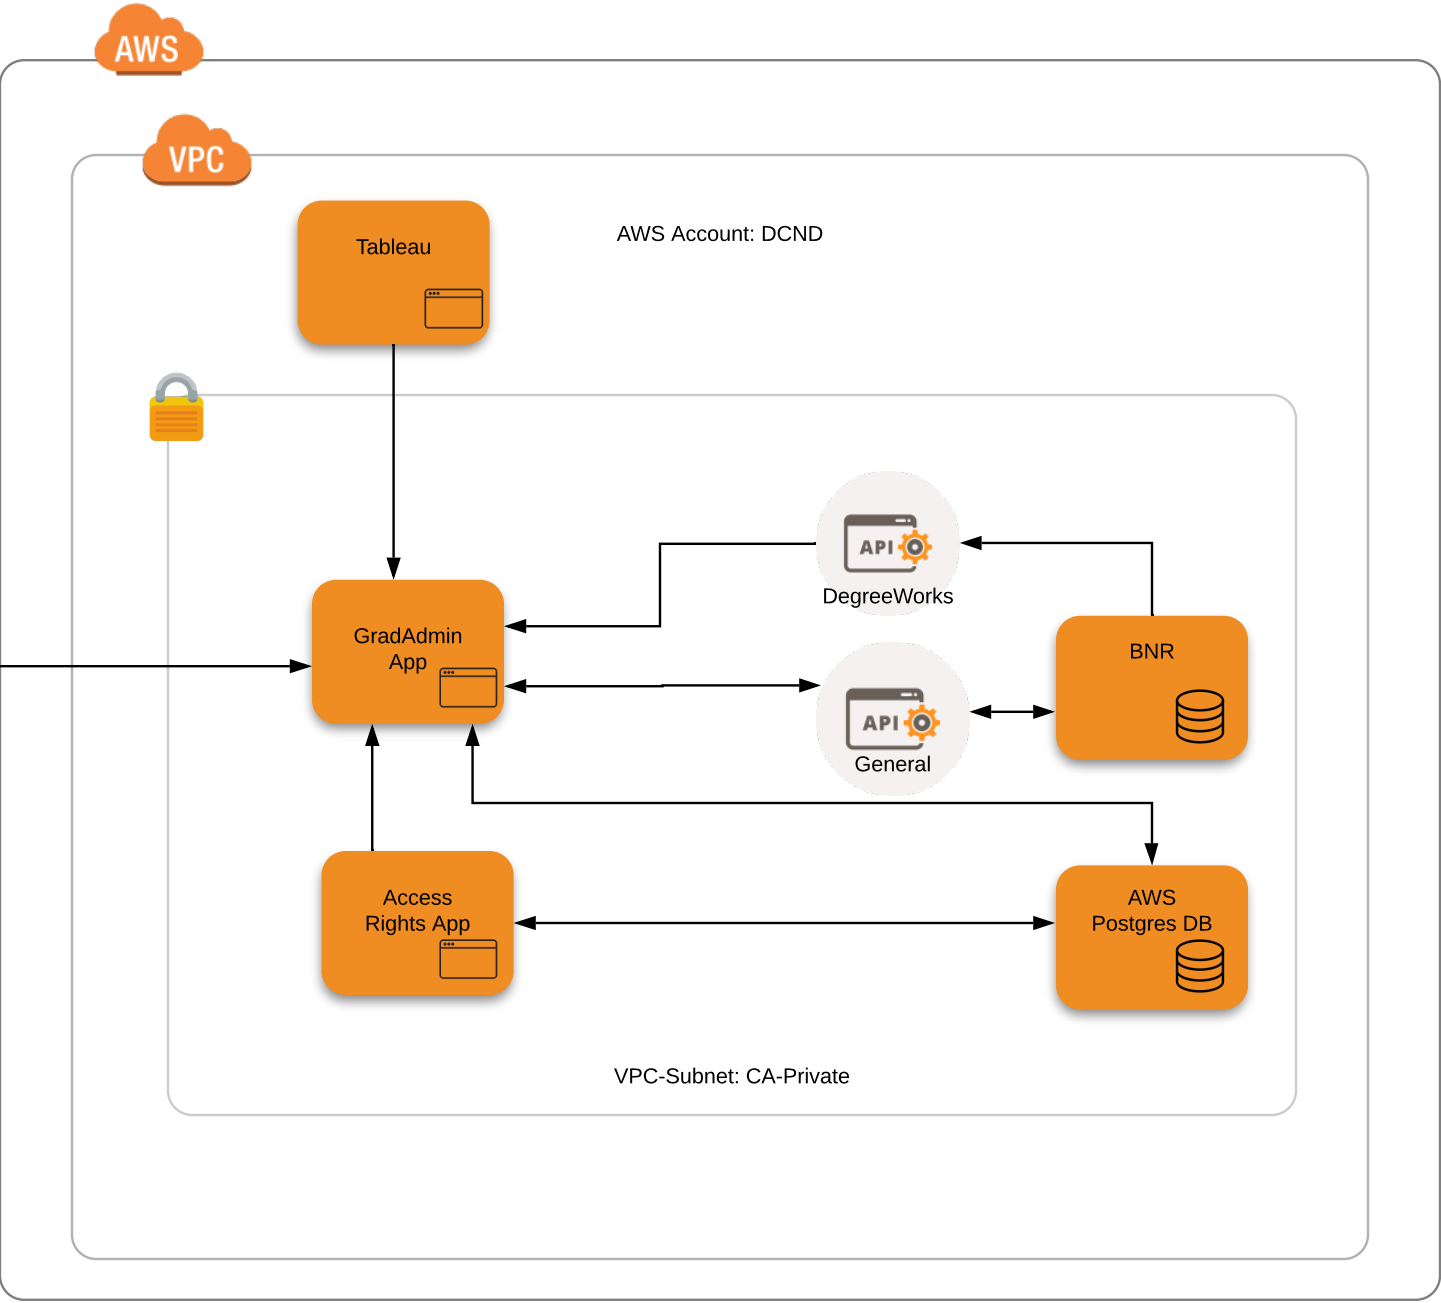 AWS
VPC
Tableau
AWS Account: DCND
API
DegreeWorks
GradAdmin
App
BNR
API
General
Access
Rights App
AWS
Postgres DB
VPC-Subnet: CA-Private